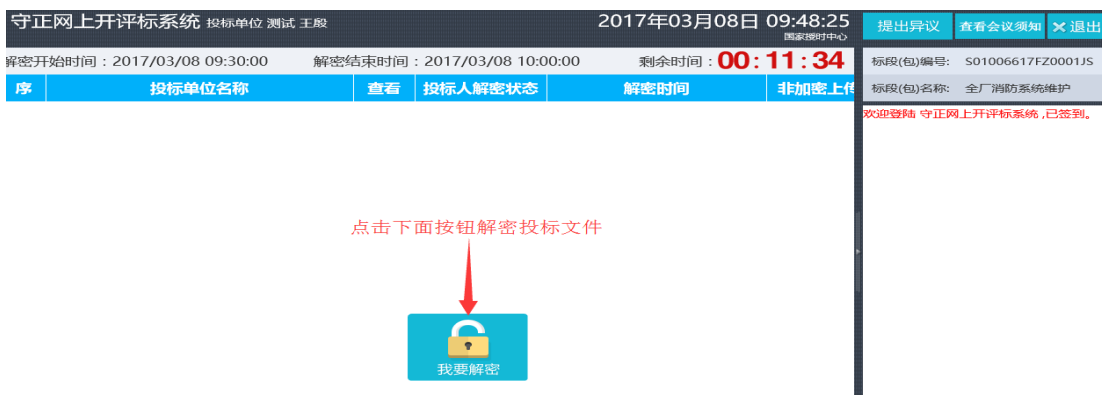 守正网上开评标系统 投标单位 测试 王殷
2017年03月08日 09:48:25
国家授时中心
提出异议 查看会议须知 退出
解密开始时间：2017/03/08 09:30:00 解密结束时间：2017/03/08 10:00:00 剩余时间：00:11:34
标段(包)编号: S01006617FZ0001JS
序 投标单位名称 查看 投标人解密状态 解密时间 非加密上传
标段(包)名称: 全厂消防系统维护
欢迎登陆 守正网上开评标系统 ,已签到。
点击下面按钮解密投标文件
我要解密